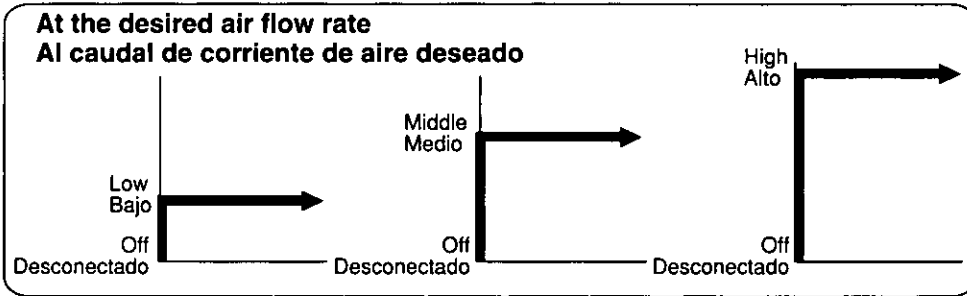 At the desired air flow rate
Al caudal de corriente de aire deseado
Low
Bajo
Off
Desconectado
Middle
Medio
Off
Desconectado
High
Alto
Off
Desconectado